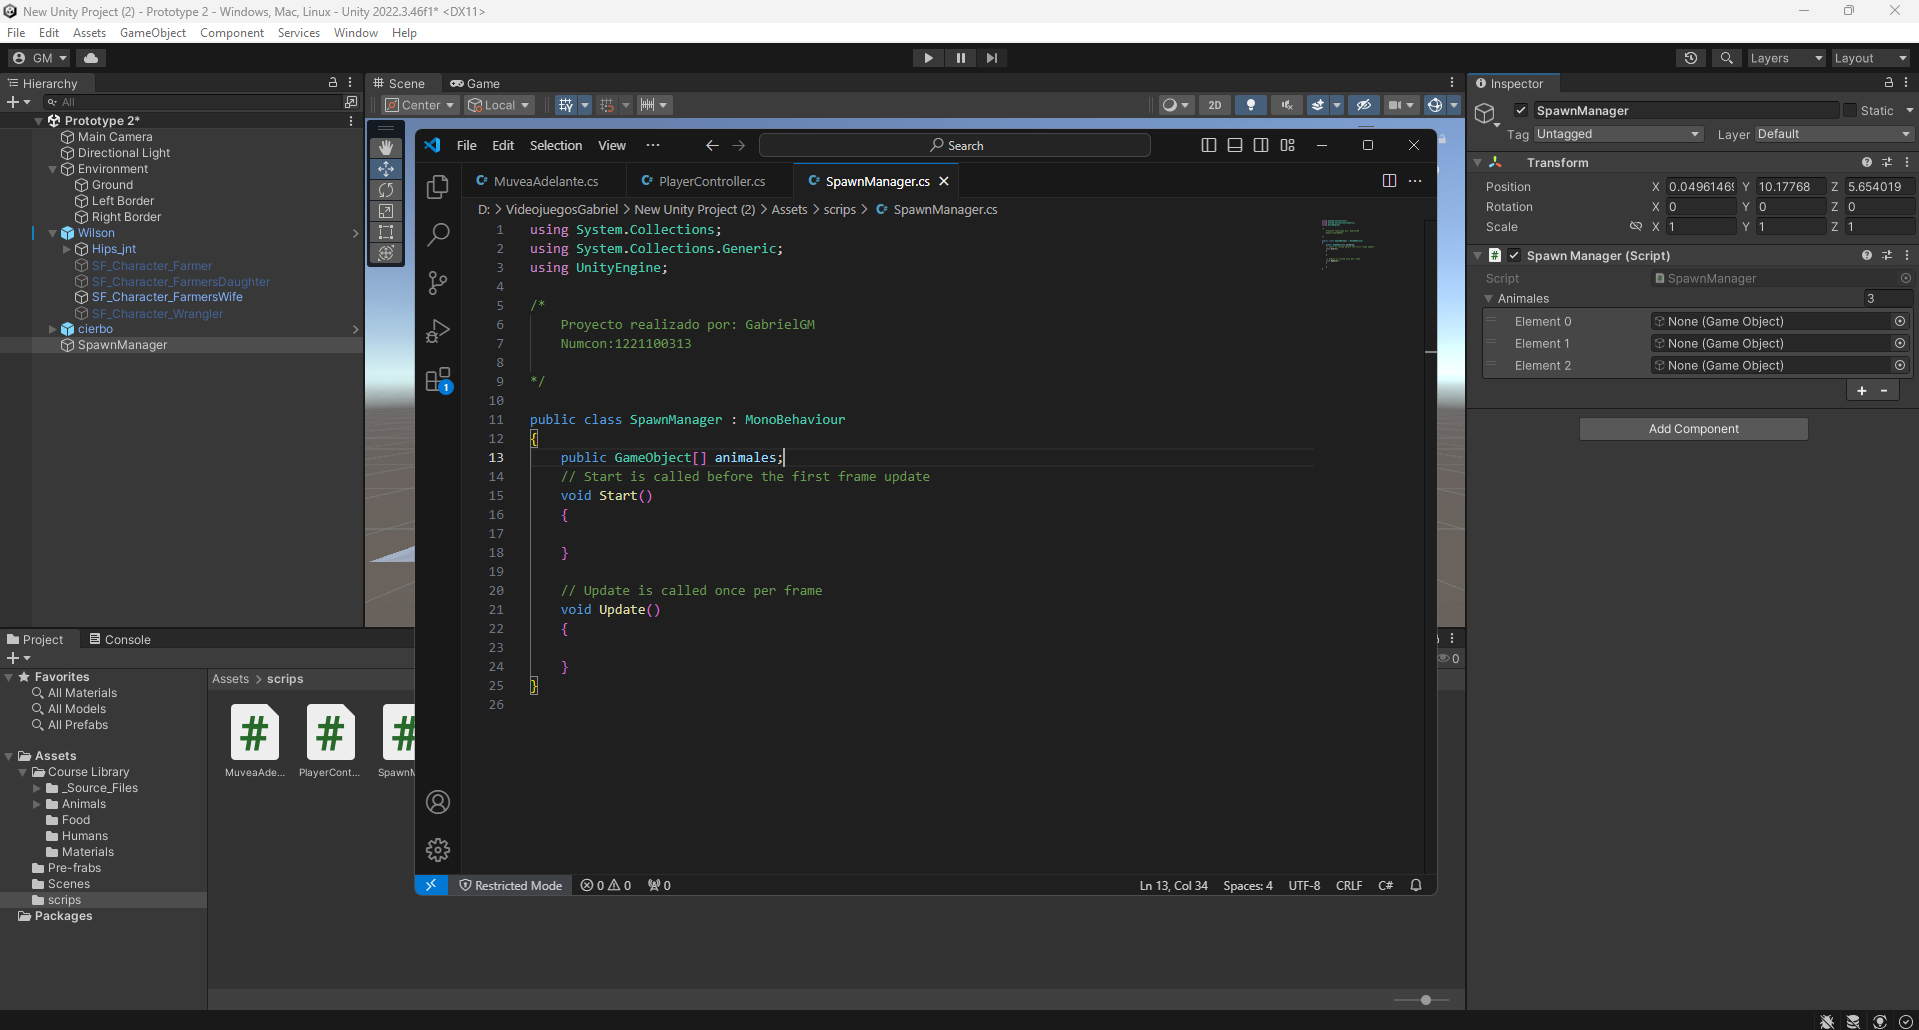 New Unity Project (2) - Prototype 2 - Windows, Mac, Linux - Unity 2022.3.46f1* <DX11>
File Edit Assets GameObject Component Services Window Help
GM
Layers Layout
Hierarchy
All
Prototype 2*
Main Camera
Directional Light
Environment
Ground
Left Border
Right Border
Wilson
Hips_jnt
SF_Character_Farmer
SF_Character_FarmersDaughter
SF_Character_FarmersWife
SF_Character_Wrangler
cierbo
SpawnManager
Scene Game
Center Local 2D
File Edit Selection View ··· Search
MuveaAdelante.cs PlayerController.cs SpawnManager.cs
D: > VideojuegosGabriel > New Unity Project (2) > Assets > scrips > SpawnManager.cs
1 using System.Collections;
2 using System.Collections.Generic;
3 using UnityEngine;
4
5 /*
6 Proyecto realizado por: GabrielGM
7 Numcon:1221100313
8
9 */
10
11 public class SpawnManager : MonoBehaviour
12 {
13 public GameObject[] animales;
14 // Start is called before the first frame update
15 void Start()
16 {
17
18 }
19
20 // Update is called once per frame
21 void Update()
22 {
23
24 }
25 }
26
1
Restricted Mode 0 0 0 Ln 13, Col 34 Spaces: 4 UTF-8 CRLF C#
Inspector
SpawnManager Static
Tag Untagged Layer Default
Transform
Position X 0.0496146 Y 10.17768 Z 5.654019
Rotation X 0 Y 0 Z 0
Scale X 1 Y 1 Z 1
# Spawn Manager (Script)
Script SpawnManager
Animales 3
Element 0 None (Game Object)
Element 1 None (Game Object)
Element 2 None (Game Object)
+ -
Add Component
Project Console
0
Favorites
All Materials
All Models
All Prefabs
Assets
Course Library
_Source_Files
Animals
Food
Humans
Materials
Pre-frabs
Scenes
scrips
Packages
Assets > scrips
# # #
MuveaAde... PlayerCont... SpawnM